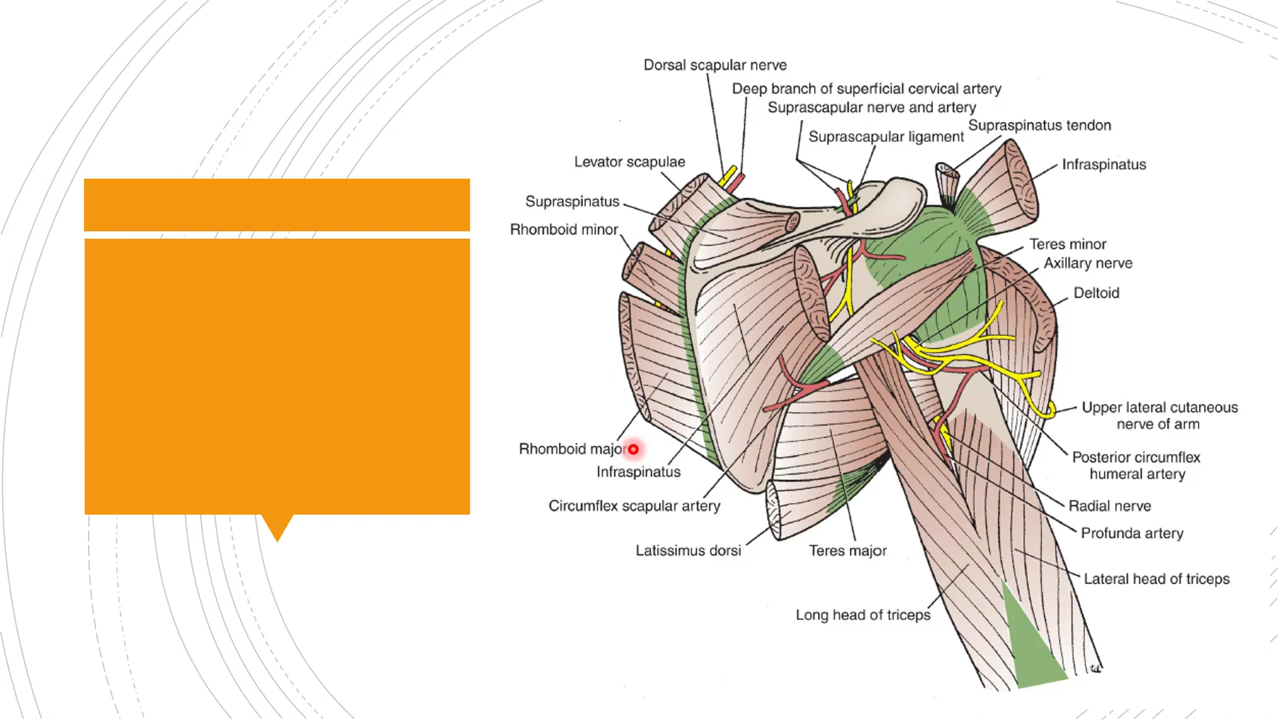 Dorsal scapular nerve
Deep branch of superficial cervical artery
Suprascapular nerve and artery
Supraspinatus tendon
Suprascapular ligament
Levator scapulae
Infraspinatus
Supraspinatus
Rhomboid minor
Teres minor
Axillary nerve
Deltoid
Upper lateral cutaneous
nerve of arm
Rhomboid major
Posterior circumflex
humeral artery
Infraspinatus
Circumflex scapular artery
Radial nerve
Profunda artery
Latissimus dorsi
Teres major
Lateral head of triceps
Long head of triceps